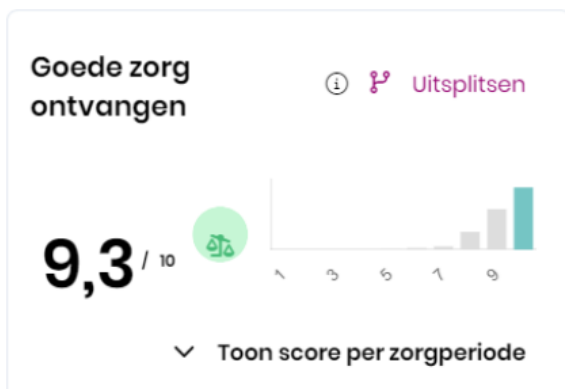 Goede zorg
ontvangen
Uitsplitsen
9,3 / 10
1 3 5 7 9
Toon score per zorgperiode